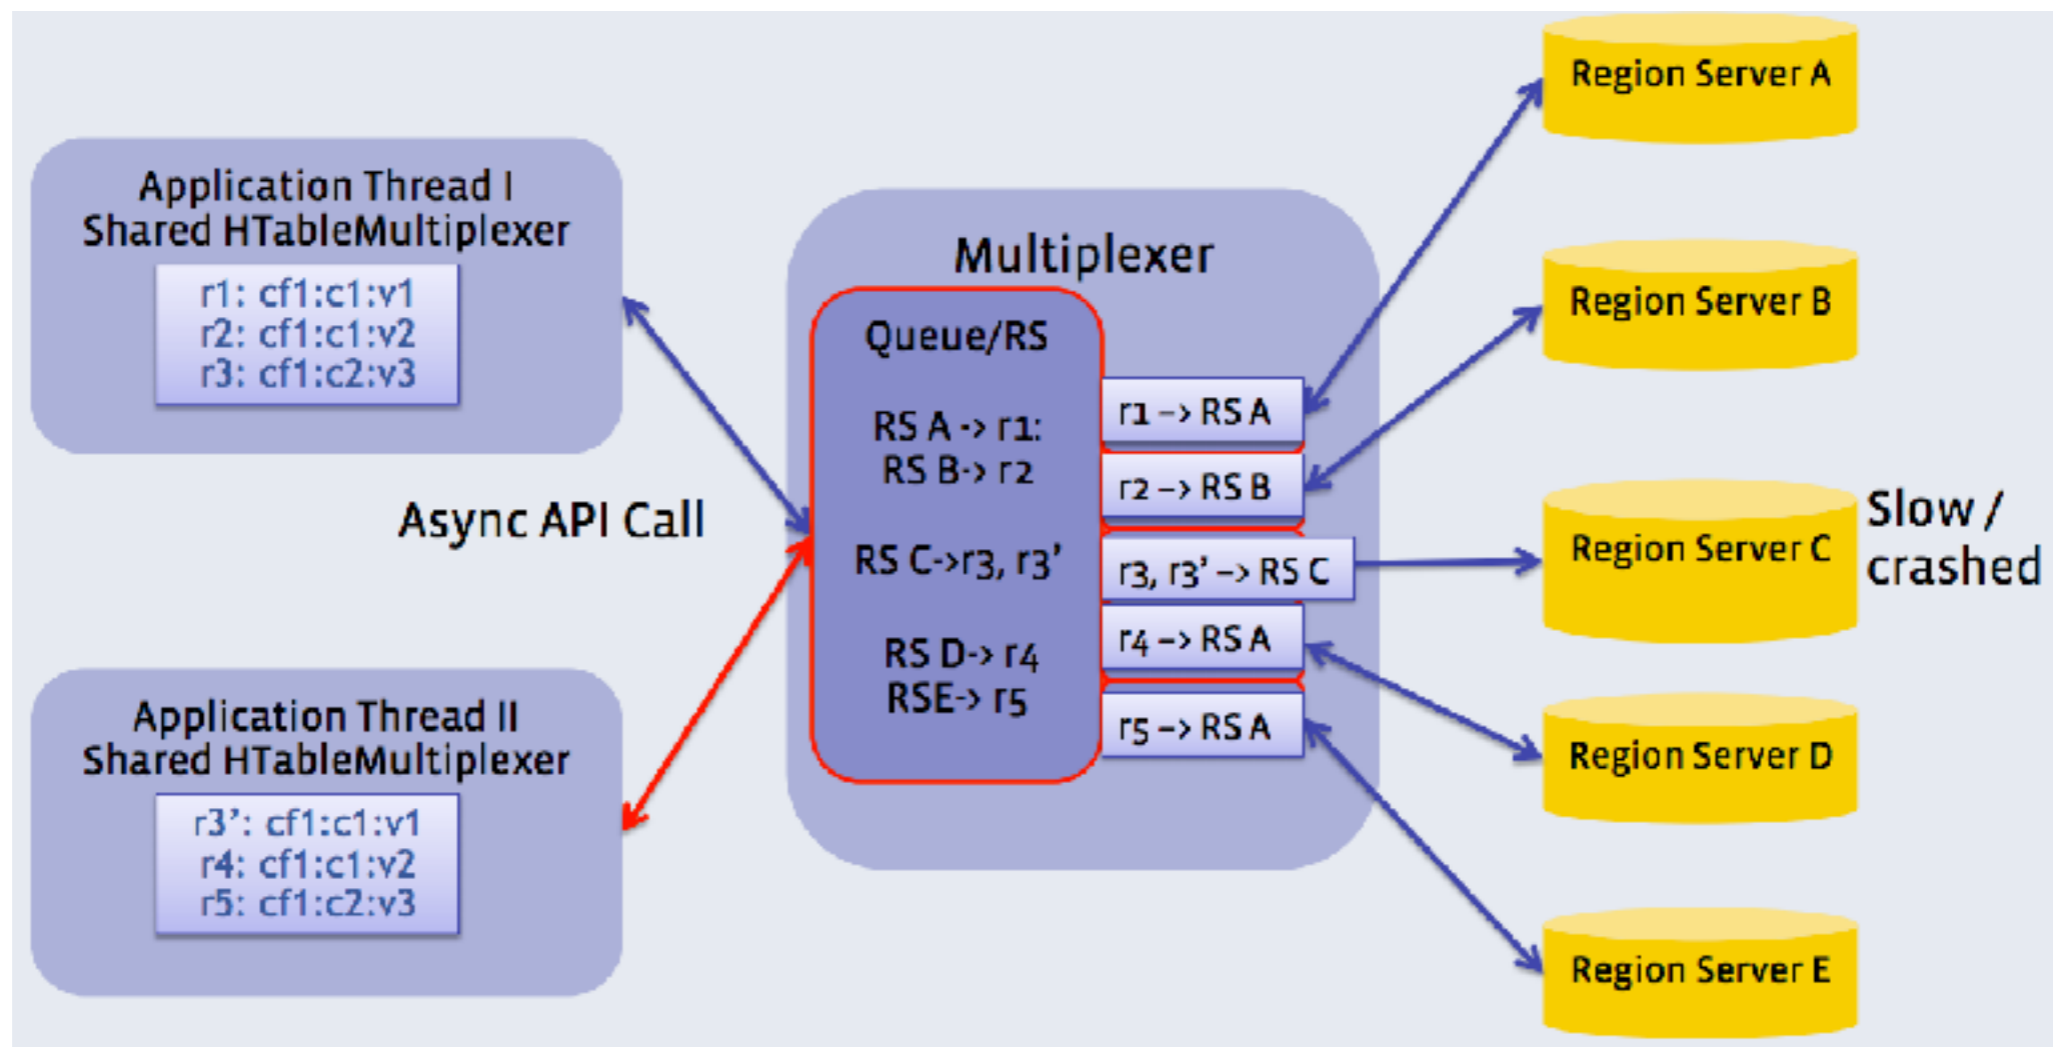 Application Thread I
Shared HTableMultiplexer
r1: cf1:c1:v1
r2: cf1:c1:v2
r3: cf1:c2:v3
Async API Call
Application Thread II
Shared HTableMultiplexer
r3’: cf1:c1:v1
r4: cf1:c1:v2
r5: cf1:c2:v3
Multiplexer
Queue/RS
RS A -> r1:
RS B-> r2
RS C->r3, r3’
RS D-> r4
RSE-> r5
r1 –> RS A
r2 –> RS B
r3, r3’ –> RS C
r4 –> RS A
r5 –> RS A
Region Server A
Region Server B
Region Server C
Slow /
crashed
Region Server D
Region Server E